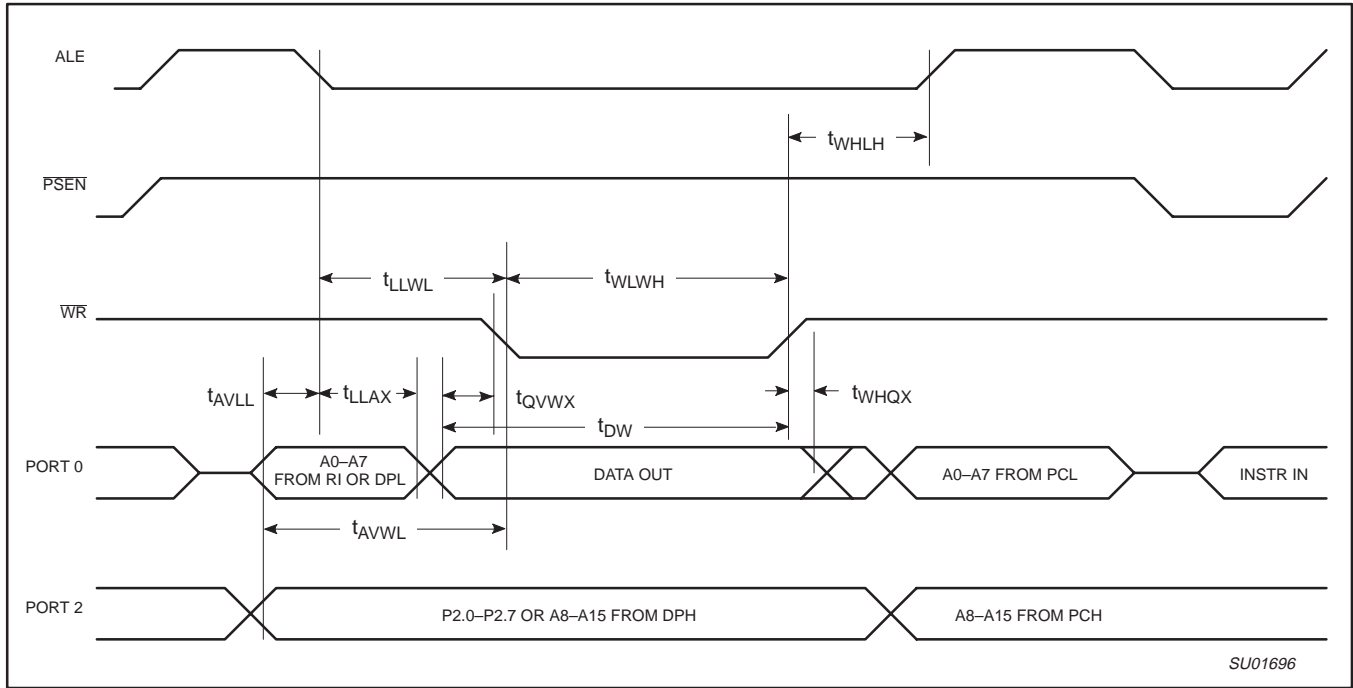 ALE
tWHLH
PSEN
tLLWL
tWLWH
WR
tAVLL
tLLAX
tQVWX
tWHQX
tDW
PORT 0
A0–A7
FROM RI OR DPL
DATA OUT
A0–A7 FROM PCL
INSTR IN
tAVWL
PORT 2
P2.0–P2.7 OR A8–A15 FROM DPH
A8–A15 FROM PCH
SU01696